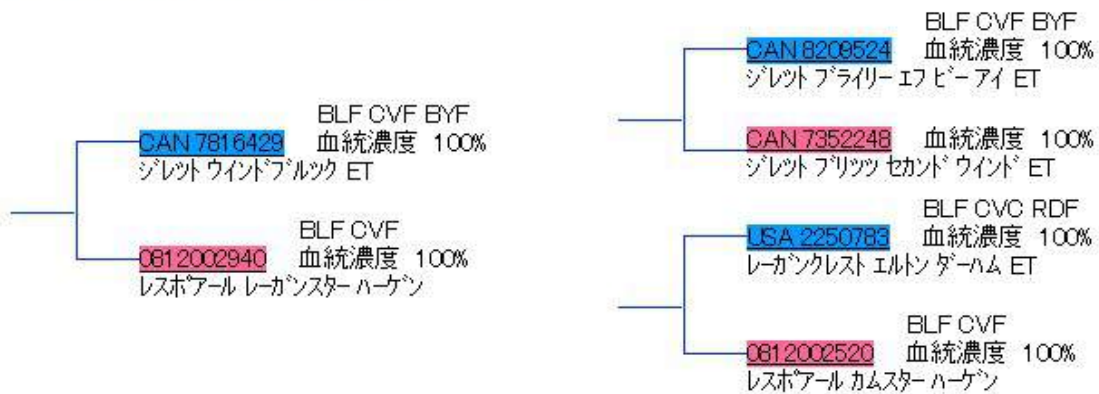 BLF CVF BYF
CAN 7816429 血統濃度 100%
ジレット ウインドブルック ET
BLF CVF
0812002940 血統濃度 100%
レスポアール レーガンスター ハーゲン
BLF CVF BYF
CAN 8209524 血統濃度 100%
ジレット ブライリー エフ ビー アイ ET
CAN 7352248 血統濃度 100%
ジレット ブリッツ セカンド ウインド ET
BLF CVC RDF
USA 2250783 血統濃度 100%
レーガンクレスト エルトン ダーハム ET
BLF CVF
0812002520 血統濃度 100%
レスポアール カムスター ハーゲン